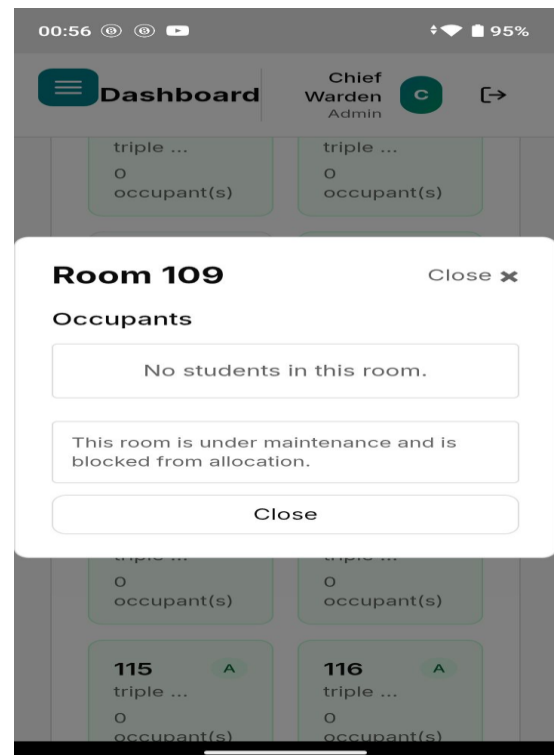 00:56
95%
Dashboard
Chief
Warden
Admin
C
triple ...
0
occupant(s)
triple ...
0
occupant(s)
Room 109
Close ×
Occupants
No students in this room.
This room is under maintenance and is
blocked from allocation.
Close
0
occupant(s)
0
occupant(s)
115 A
triple ...
0
occupant(s)
116 A
triple ...
0
occupant(s)